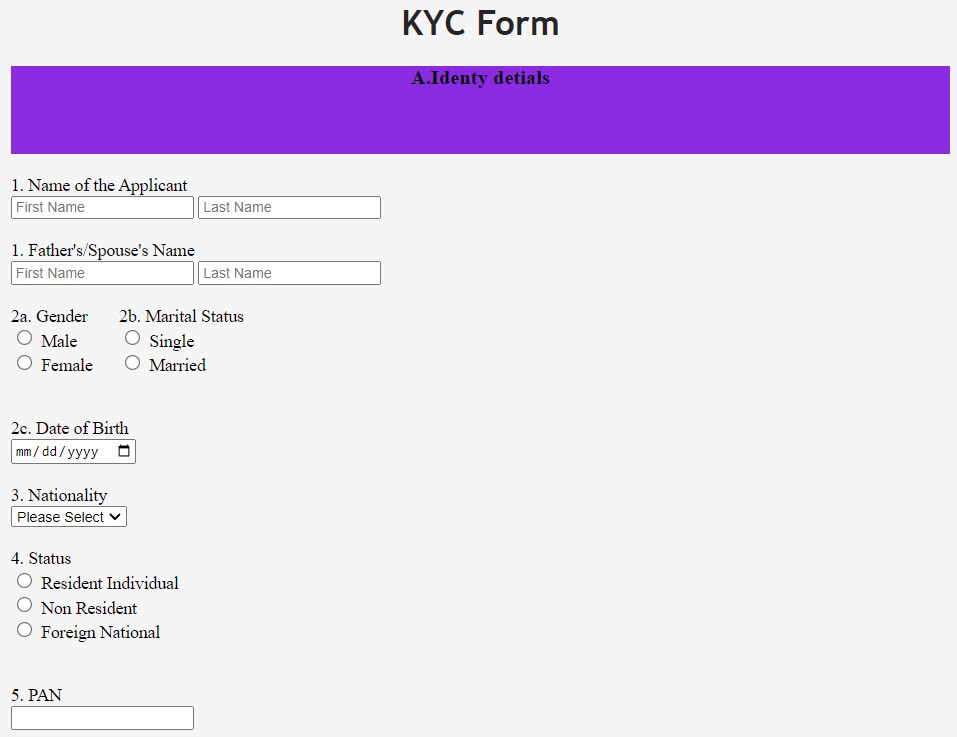 KYC Form
A.Identy detials
1. Name of the Applicant
First Name Last Name
1. Father's/Spouse's Name
First Name Last Name
2a. Gender 2b. Marital Status
Male Single
Female Married
2c. Date of Birth
mm/dd/yyyy
3. Nationality
Please Select
4. Status
Resident Individual
Non Resident
Foreign National
5. PAN